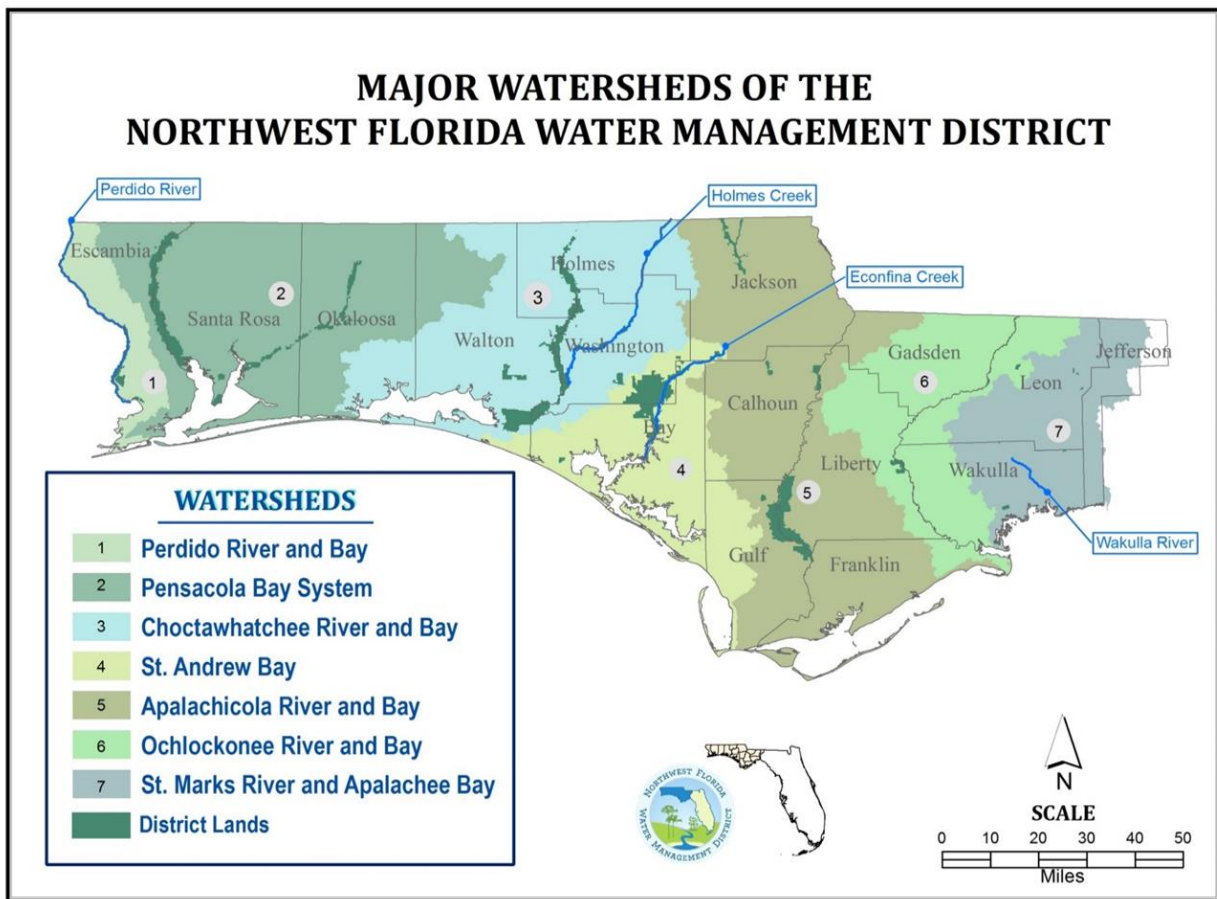 MAJOR WATERSHEDS OF THE
NORTHWEST FLORIDA WATER MANAGEMENT DISTRICT
Perdido River
Holmes Creek
Econfina Creek
Escambia
Santa Rosa
Okaloosa
Walton
Holmes
Washington
Jackson
Bay
Calhoun
Gulf
Liberty
Franklin
Gadsden
Leon
Wakulla
Jefferson
Wakulla River
1
2
3
4
5
6
7
WATERSHEDS
1 Perdido River and Bay
2 Pensacola Bay System
3 Choctawhatchee River and Bay
4 St. Andrew Bay
5 Apalachicola River and Bay
6 Ochlockonee River and Bay
7 St. Marks River and Apalachee Bay
District Lands
NORTHWEST FLORIDA
WATER MANAGEMENT DISTRICT
N
SCALE
0 10 20 30 40 50
Miles